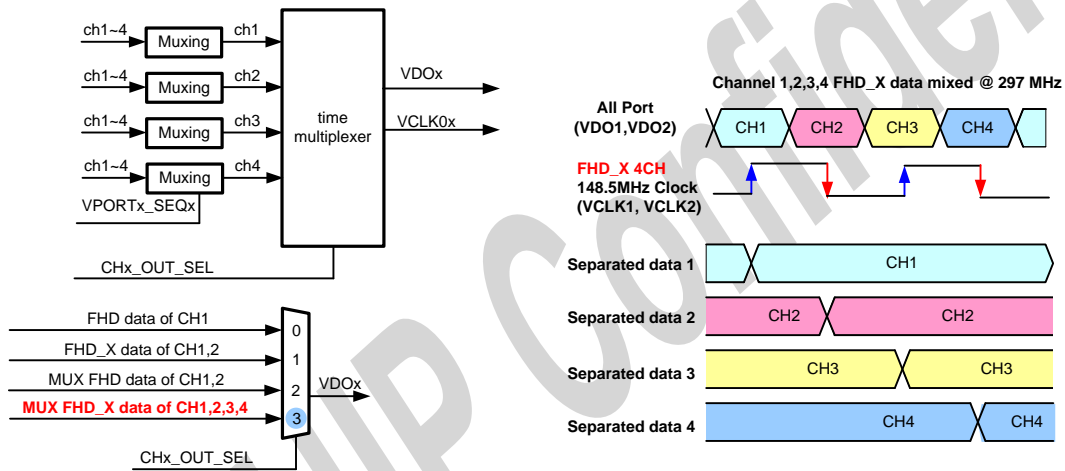 ch1~4
Muxing
ch1
ch1~4
Muxing
ch2
ch1~4
Muxing
ch3
ch1~4
Muxing
ch4
VPORTx_SEQx
time
multiplexer
VDOx
VCLK0x
CHx_OUT_SEL
FHD data of CH1
FHD_X data of CH1,2
MUX FHD data of CH1,2
MUX FHD_X data of CH1,2,3,4
0
1
2
3
VDOx
CHx_OUT_SEL
Channel 1,2,3,4 FHD_X data mixed @ 297 MHz
All Port
(VDO1,VDO2)
CH1 CH2 CH3 CH4
FHD_X 4CH
148.5MHz Clock
(VCLK1, VCLK2)
Separated data 1
CH1
Separated data 2
CH2 CH2
Separated data 3
CH3 CH3
Separated data 4
CH4 CH4